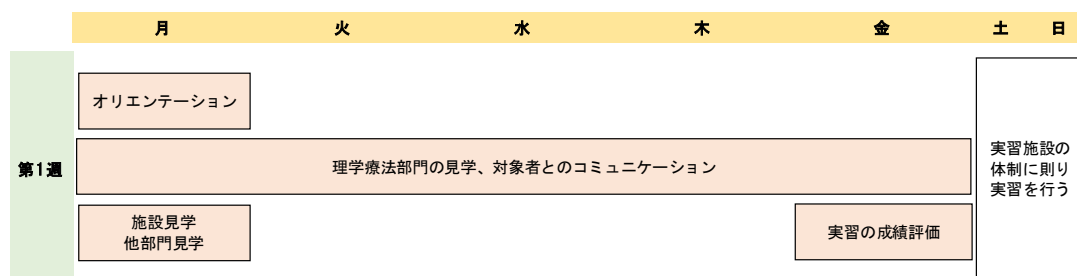 月 火 水 木 金 土 日
オリエンテーション
第1週
理学療法部門の見学、対象者とのコミュニケーション
施設見学
他部門見学
実習の成績評価
実習施設の
体制に則り
実習を行う